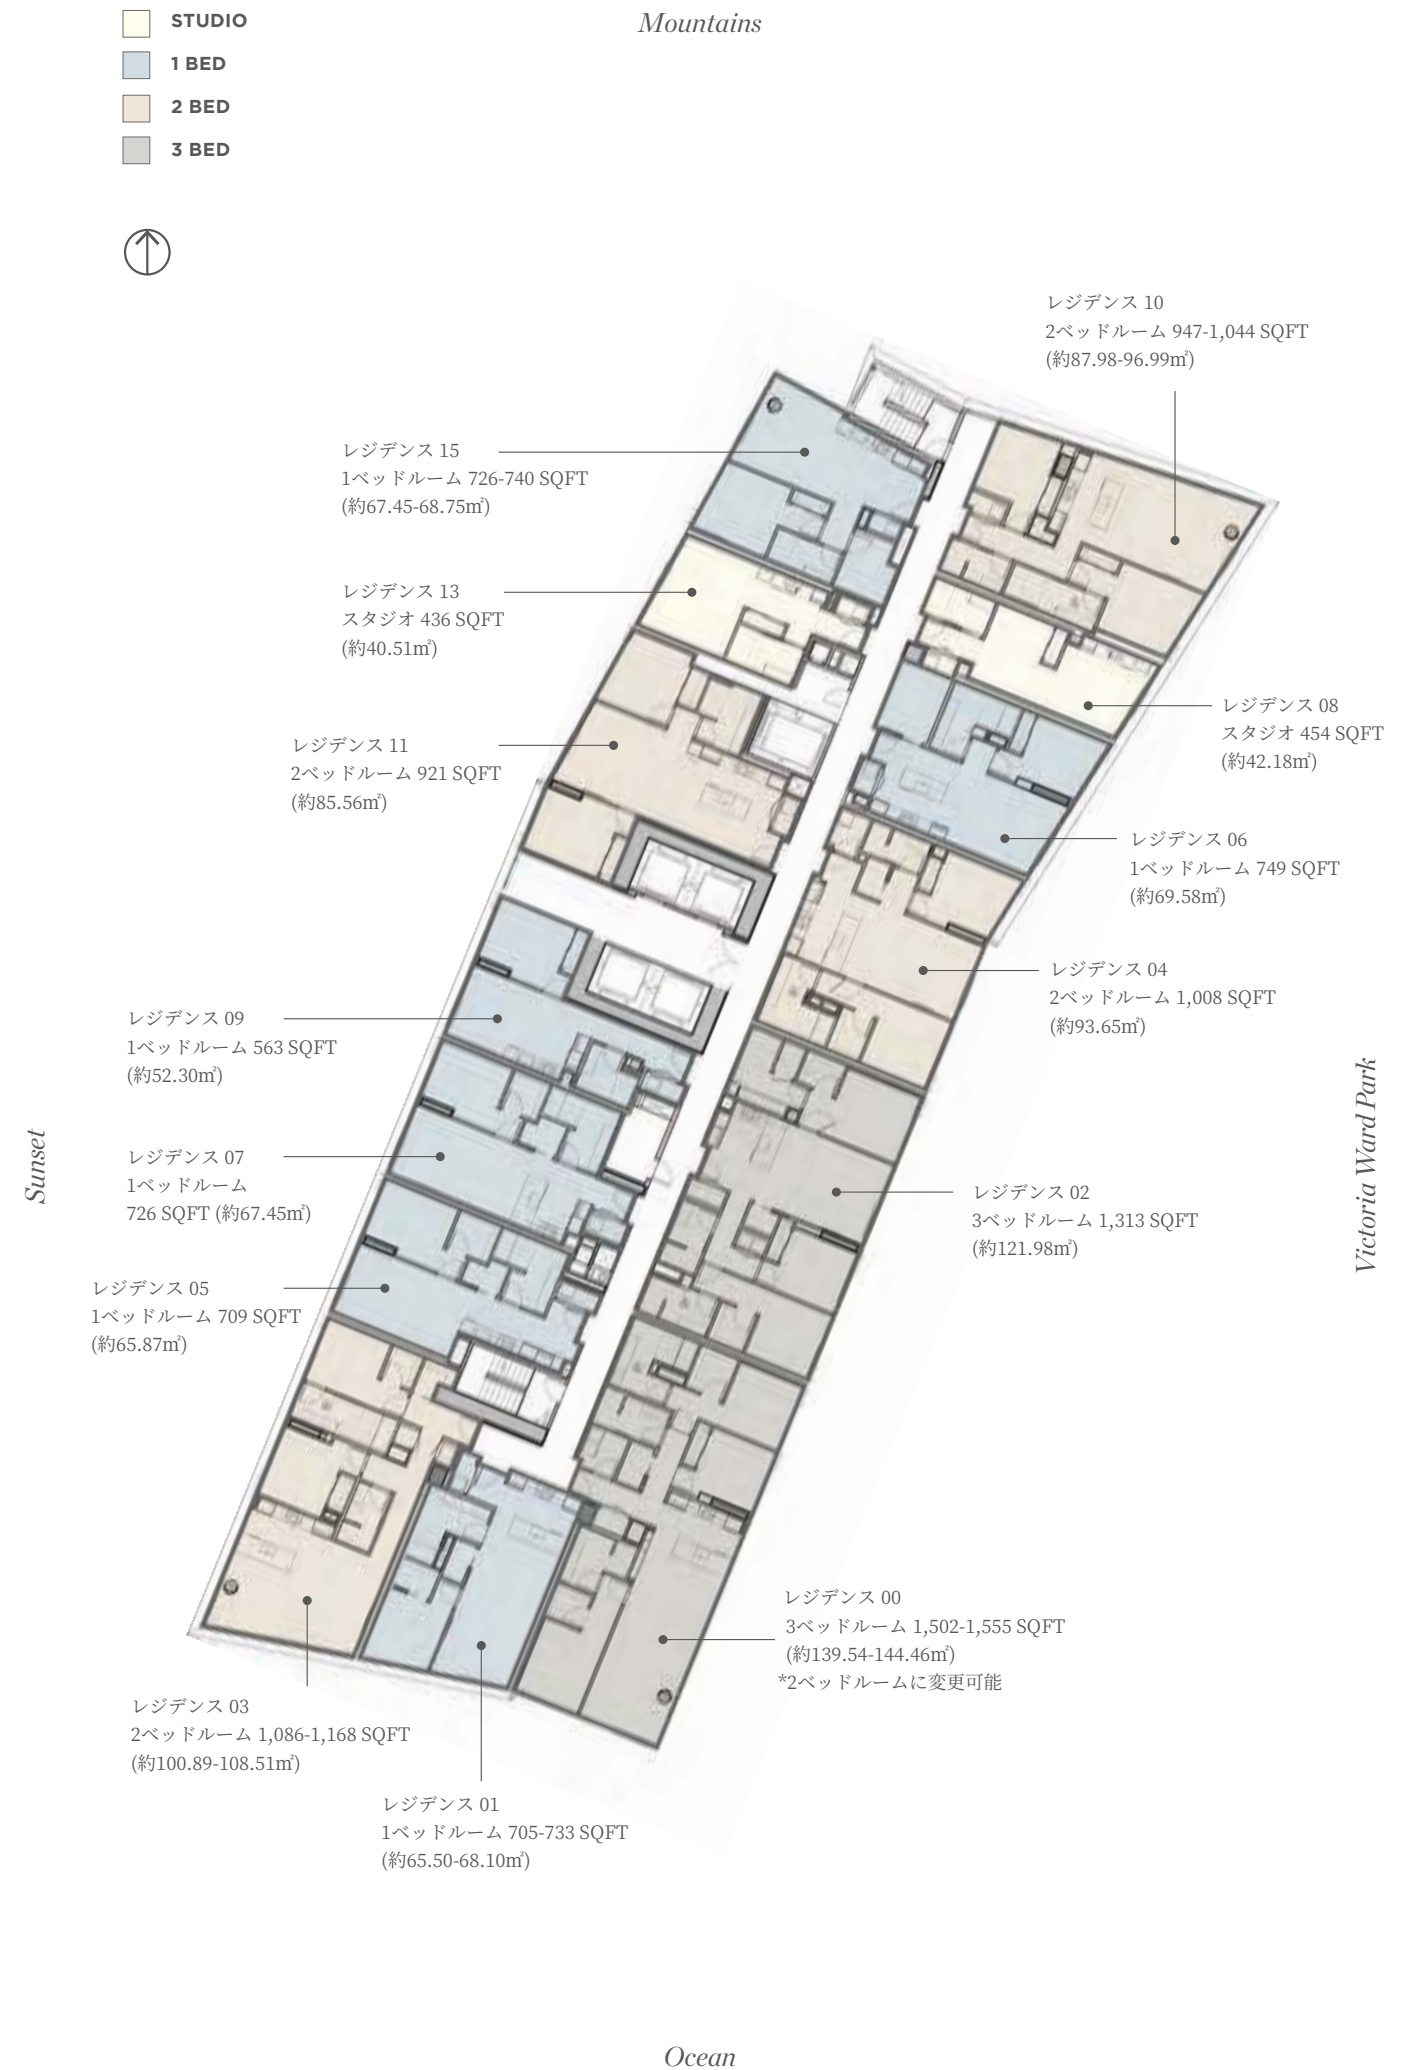 STUDIO
1 BED
2 BED
3 BED
Mountains
レジデンス 10
2ベッドルーム 947-1,044 SQFT
(約87.98-96.99㎡)
レジデンス 15
1ベッドルーム 726-740 SQFT
(約67.45-68.75㎡)
レジデンス 13
スタジオ 436 SQFT
(約40.51㎡)
レジデンス 08
スタジオ 454 SQFT
(約42.18㎡)
レジデンス 11
2ベッドルーム 921 SQFT
(約85.56㎡)
レジデンス 06
1ベッドルーム 749 SQFT
(約69.58㎡)
レジデンス 04
2ベッドルーム 1,008 SQFT
(約93.65㎡)
レジデンス 09
1ベッドルーム 563 SQFT
(約52.30㎡)
Sunset
Victoria Ward Park
レジデンス 07
1ベッドルーム
726 SQFT (約67.45㎡)
レジデンス 02
3ベッドルーム 1,313 SQFT
(約121.98㎡)
レジデンス 05
1ベッドルーム 709 SQFT
(約65.87㎡)
レジデンス 00
3ベッドルーム 1,502-1,555 SQFT
(約139.54-144.46㎡)
*2ベッドルームに変更可能
レジデンス 03
2ベッドルーム 1,086-1,168 SQFT
(約100.89-108.51㎡)
レジデンス 01
1ベッドルーム 705-733 SQFT
(約65.50-68.10㎡)
Ocean